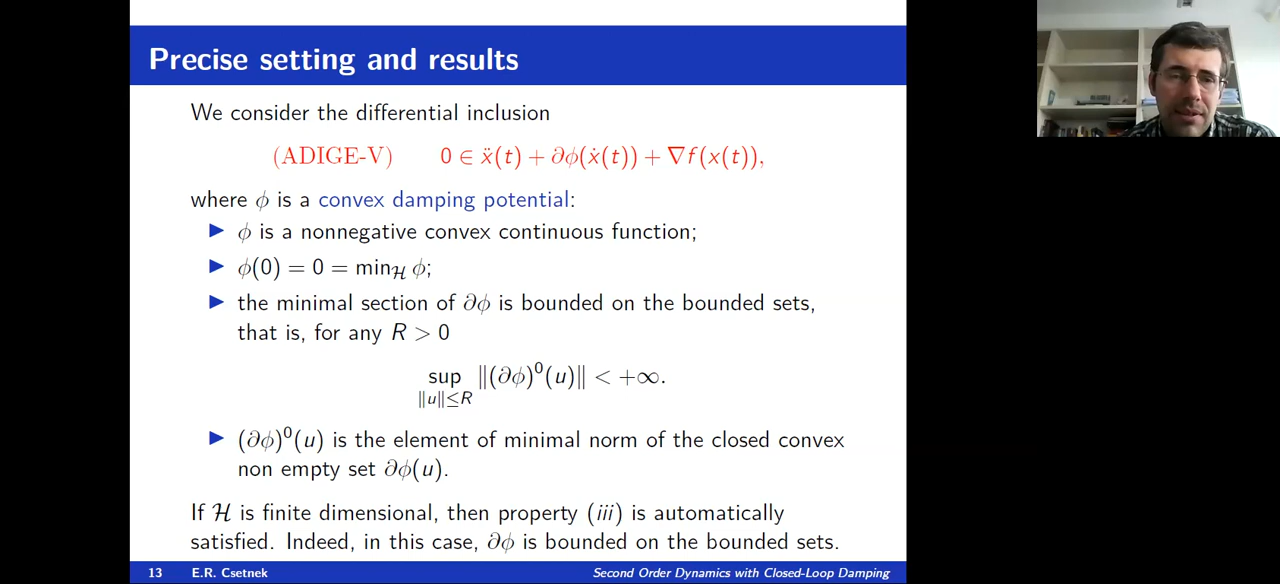 Precise setting and results
We consider the differential inclusion
(ADIGE-V) 0 ∈ ẍ(t) + ∂ϕ(ẋ(t)) + ∇f(x(t)),
where ϕ is a convex damping potential:
▶ ϕ is a nonnegative convex continuous function;
▶ ϕ(0) = 0 = min_ℋ ϕ;
▶ the minimal section of ∂ϕ is bounded on the bounded sets,
that is, for any R > 0
sup ‖(∂ϕ)⁰(u)‖ < +∞.
‖u‖≤R
▶ (∂ϕ)⁰(u) is the element of minimal norm of the closed convex
non empty set ∂ϕ(u).
If ℋ is finite dimensional, then property (iii) is automatically
satisfied. Indeed, in this case, ∂ϕ is bounded on the bounded sets.
13 E.R. Csetnek Second Order Dynamics with Closed-Loop Damping